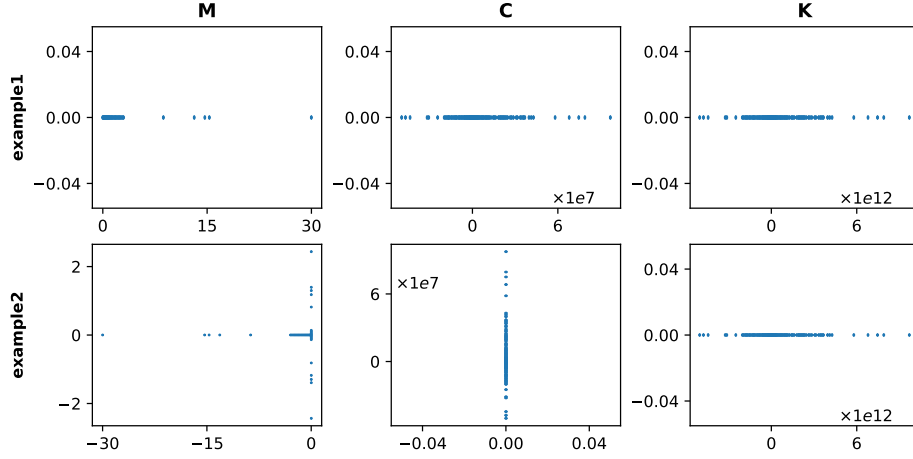 M C K
example1
0.04 0.04 0.04
0.00 0.00 0.00
−0.04 −0.04 −0.04
×1e7 ×1e12
0 15 30 0 6 0 6
example2
2 0.04
×1e7
6
0 0 0.00
−2 −0.04
×1e12
−30 −15 0 −0.04 0.00 0.04 0 6